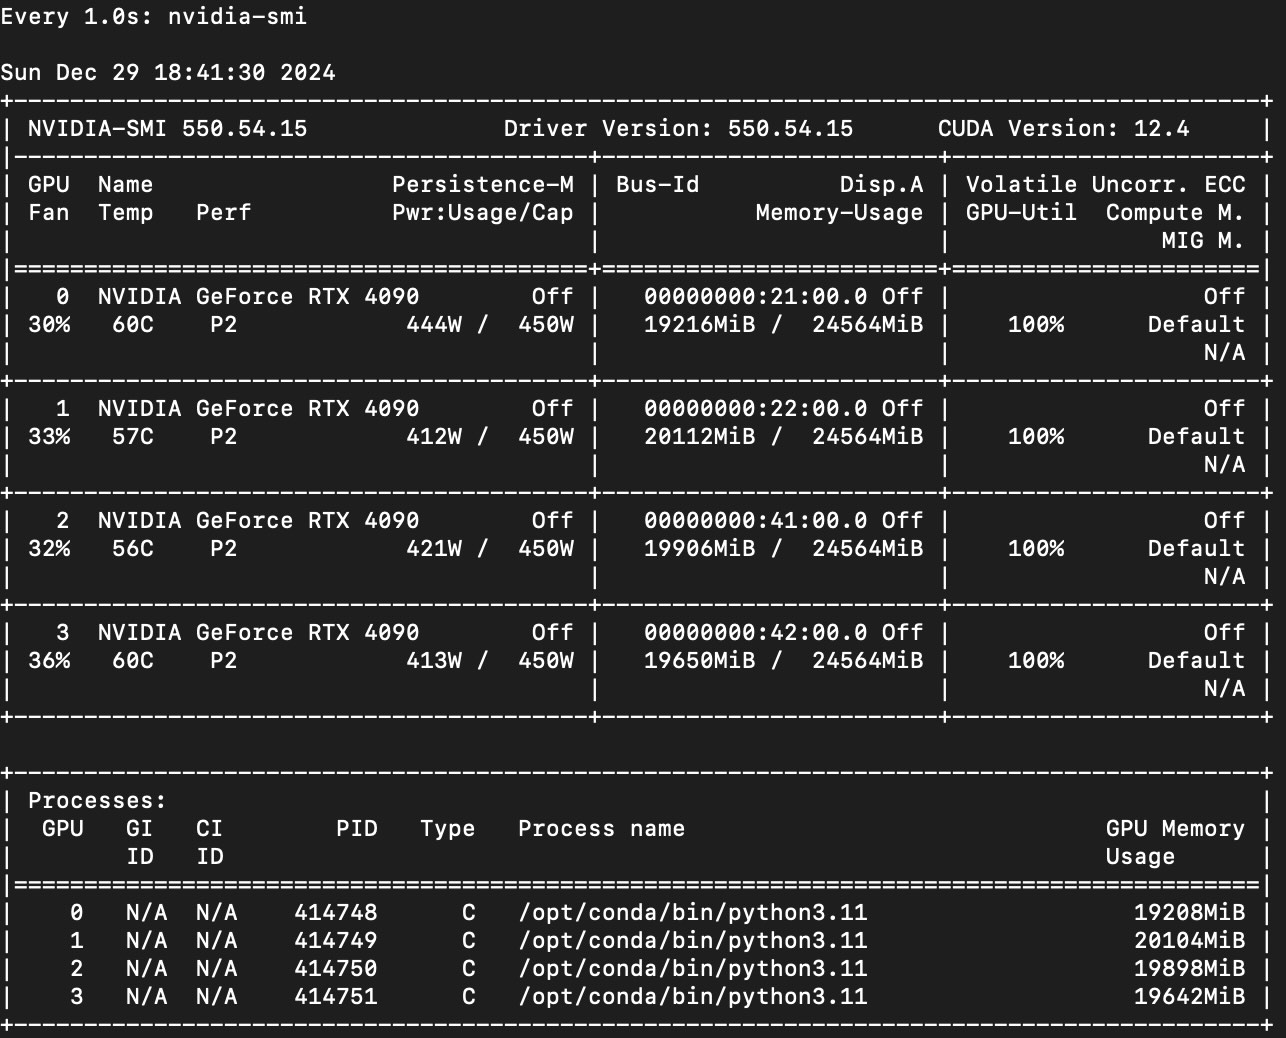 Every 1.0s: nvidia-smi
Sun Dec 29 18:41:30 2024
+-----------------------------------------------------------------------------------------+
| NVIDIA-SMI 550.54.15              Driver Version: 550.54.15      CUDA Version: 12.4     |
|-----------------------------------------+------------------------+----------------------+
| GPU  Name                 Persistence-M | Bus-Id          Disp.A | Volatile Uncorr. ECC |
| Fan  Temp   Perf          Pwr:Usage/Cap |           Memory-Usage | GPU-Util  Compute M. |
|                                         |                        |               MIG M. |
|=========================================+========================+======================|
|   0  NVIDIA GeForce RTX 4090        Off |   00000000:21:00.0 Off |                  Off |
| 30%   60C    P2             444W /  450W |   19216MiB /  24564MiB |    100%      Default |
|                                         |                        |                  N/A |
+-----------------------------------------+------------------------+----------------------+
|   1  NVIDIA GeForce RTX 4090        Off |   00000000:22:00.0 Off |                  Off |
| 33%   57C    P2             412W /  450W |   20112MiB /  24564MiB |    100%      Default |
|                                         |                        |                  N/A |
+-----------------------------------------+------------------------+----------------------+
|   2  NVIDIA GeForce RTX 4090        Off |   00000000:41:00.0 Off |                  Off |
| 32%   56C    P2             421W /  450W |   19906MiB /  24564MiB |    100%      Default |
|                                         |                        |                  N/A |
+-----------------------------------------+------------------------+----------------------+
|   3  NVIDIA GeForce RTX 4090        Off |   00000000:42:00.0 Off |                  Off |
| 36%   60C    P2             413W /  450W |   19650MiB /  24564MiB |    100%      Default |
|                                         |                        |                  N/A |
+-----------------------------------------+------------------------+----------------------+
+-----------------------------------------------------------------------------------------+
| Processes:                                                                              |
|  GPU   GI   CI        PID   Type   Process name                              GPU Memory |
|        ID   ID                                                               Usage      |
|=========================================================================================|
|    0   N/A  N/A    414748      C   /opt/conda/bin/python3.11                   19208MiB |
|    1   N/A  N/A    414749      C   /opt/conda/bin/python3.11                   20104MiB |
|    2   N/A  N/A    414750      C   /opt/conda/bin/python3.11                   19898MiB |
|    3   N/A  N/A    414751      C   /opt/conda/bin/python3.11                   19642MiB |
+-----------------------------------------------------------------------------------------+